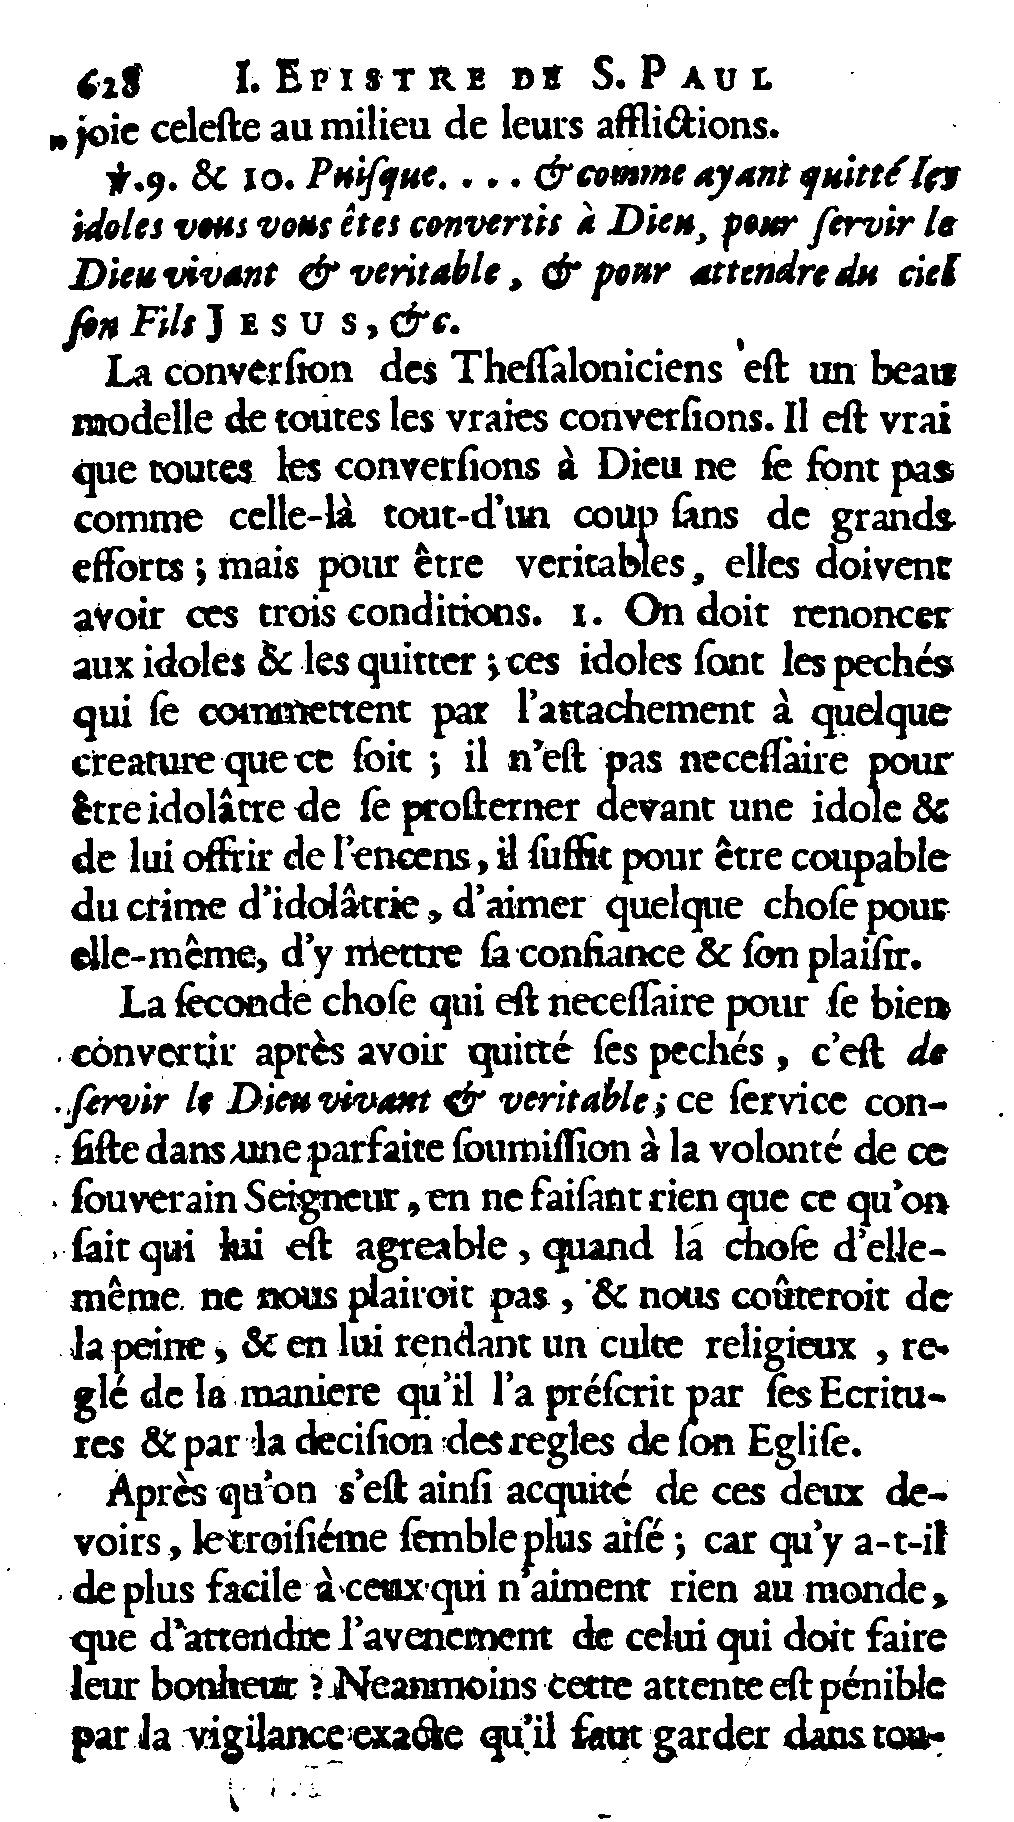 628 I. EPISTRE DE S. PAUL
„ joie celeſte au milieu de leurs afflictions.
℣.9. & 10. Puiſque. . . . & comme ayant quitté les
idoles vous vous êtes convertis à Dieu, pour ſervir le
Dieu vivant & veritable, & pour attendre du ciel
ſon Fils JESUS, &c.
La converſion des Theſſaloniciens eſt un beau
modelle de toutes les vraies converſions. Il eſt vrai
que toutes les converſions à Dieu ne ſe font pas
comme celle-là tout-d'un coup ſans de grands
efforts ; mais pour être veritables, elles doivent
avoir ces trois conditions. 1. On doit renoncer
aux idoles & les quitter ; ces idoles ſont les pechés
qui ſe commettent par l'attachement à quelque
creature que ce ſoit ; il n'eſt pas neceſſaire pour
être idolâtre de ſe proſterner devant une idole &
de lui offrir de l'encens, il ſuffit pour être coupable
du crime d'idolâtrie, d'aimer quelque choſe pour
elle-même, d'y mettre ſa confiance & ſon plaiſir.
La ſeconde choſe qui eſt neceſſaire pour ſe bien
convertir après avoir quitté ſes pechés, c'eſt de
ſervir le Dieu vivant & veritable ; ce ſervice con-
ſiſte dans une parfaite ſoumiſſion à la volonté de ce
ſouverain Seigneur, en ne faiſant rien que ce qu'on
ſait qui lui eſt agreable, quand la choſe d'elle-
même ne nous plairoit pas, & nous coûteroit de
la peine, & en lui rendant un culte religieux, re-
glé de la maniere qu'il l'a préſcrit par ſes Ecritu-
res & par la deciſion des regles de ſon Egliſe.
Après qu'on s'eſt ainſi acquité de ces deux de-
voirs, le troiſiéme ſemble plus aiſé ; car qu'y a-t-il
de plus facile à ceux qui n'aiment rien au monde,
que d'attendre l'avenement de celui qui doit faire
leur bonheur ? Neanmoins cette attente eſt pénible
par la vigilance exacte qu'il faut garder dans tou-